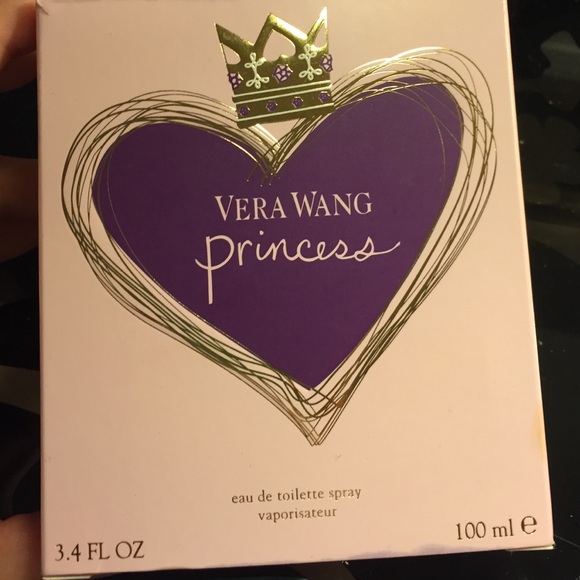 VERA WANG
princess
eau de toilette spray
vaporisateur
3.4 FL OZ
100 ml ℮